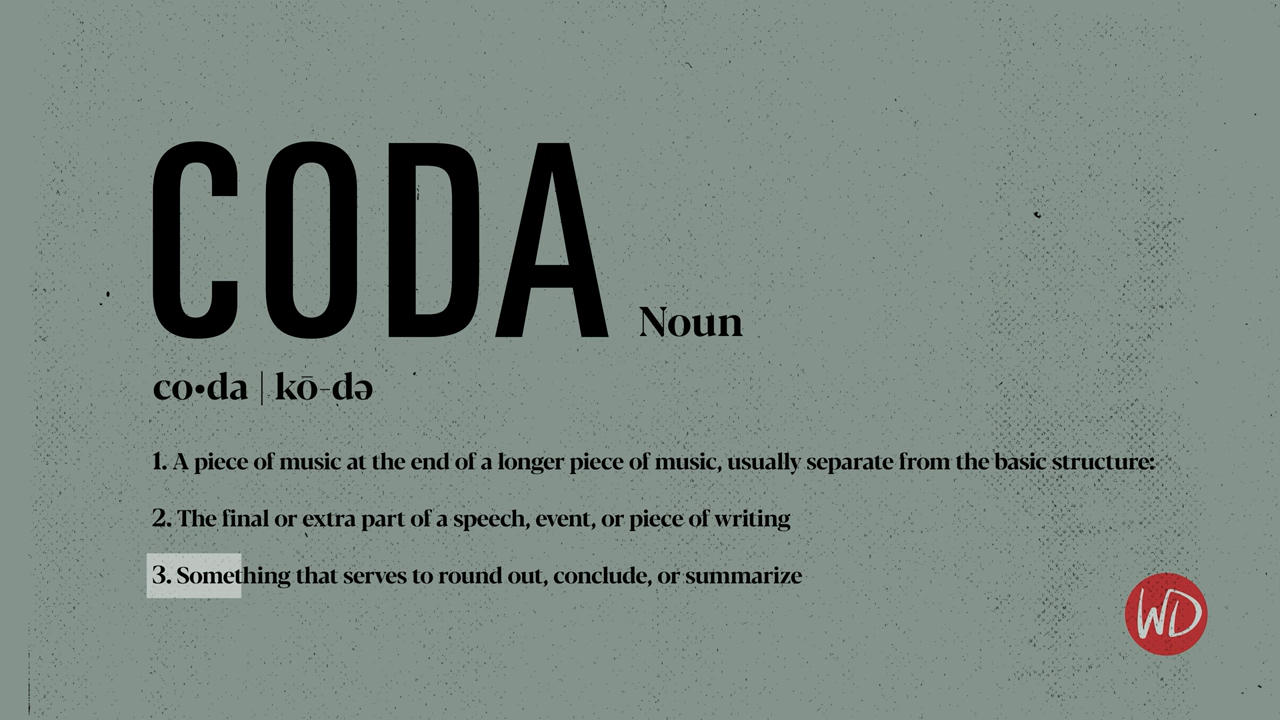 CODA Noun
co•da | kō-də
1. A piece of music at the end of a longer piece of music, usually separate from the basic structure:
2. The final or extra part of a speech, event, or piece of writing
3. Something that serves to round out, conclude, or summarize
WD